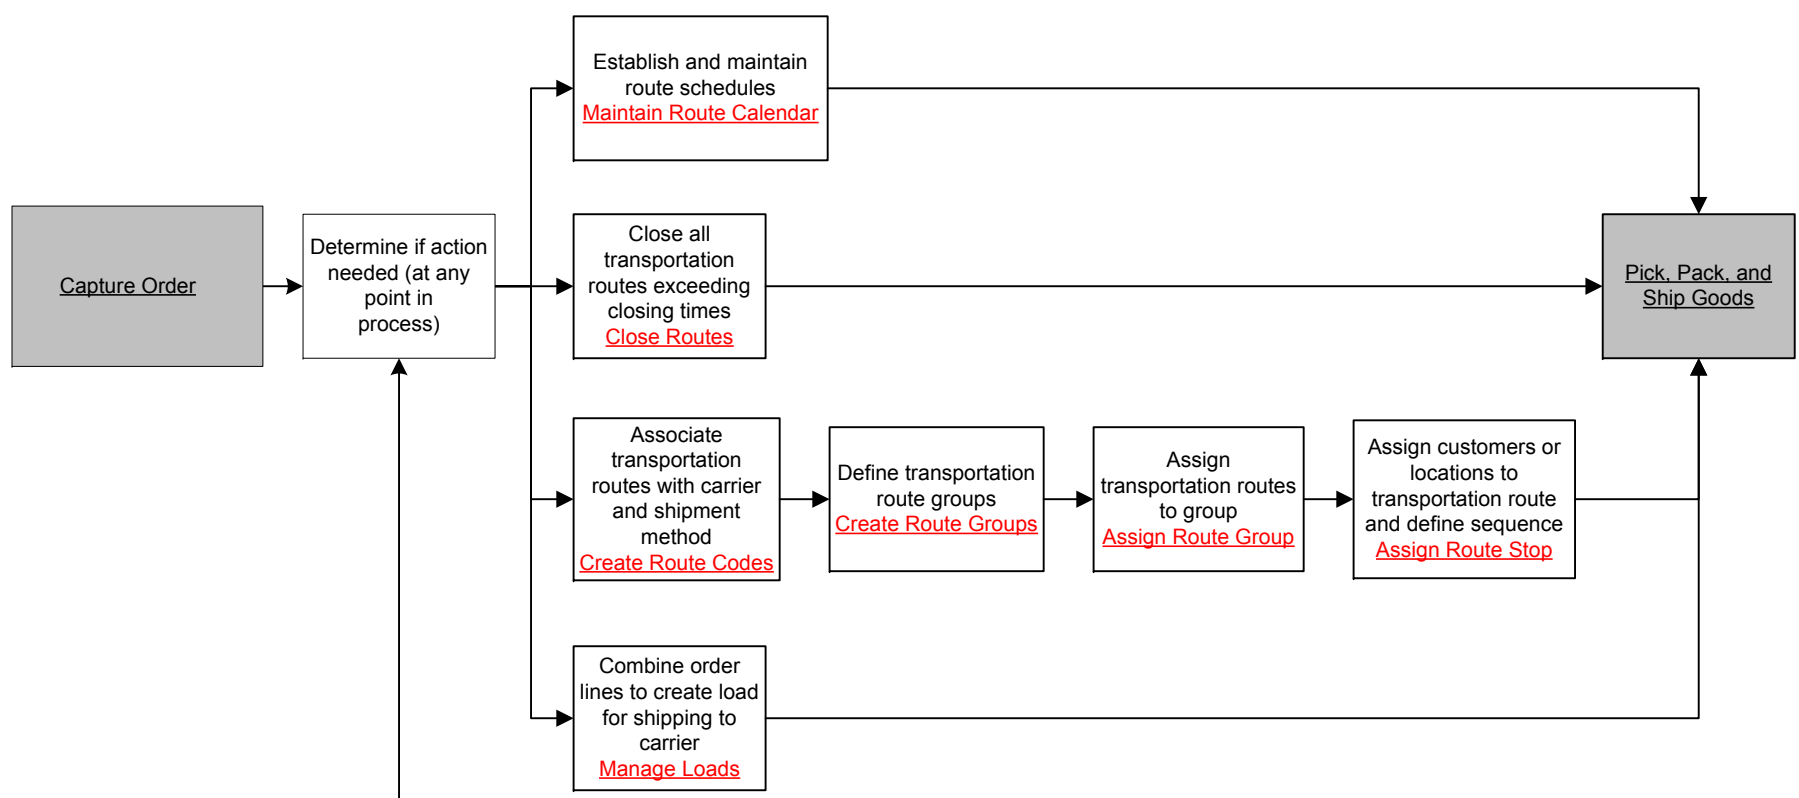 Establish and maintain
route schedules
Maintain Route Calendar
Capture Order
Determine if action
needed (at any
point in
process)
Close all
transportation
routes exceeding
closing times
Close Routes
Pick, Pack, and
Ship Goods
Associate
transportation
routes with carrier
and shipment
method
Create Route Codes
Define transportation
route groups
Create Route Groups
Assign
transportation routes
to group
Assign Route Group
Assign customers or
locations to
transportation route
and define sequence
Assign Route Stop
Combine order
lines to create load
for shipping to
carrier
Manage Loads